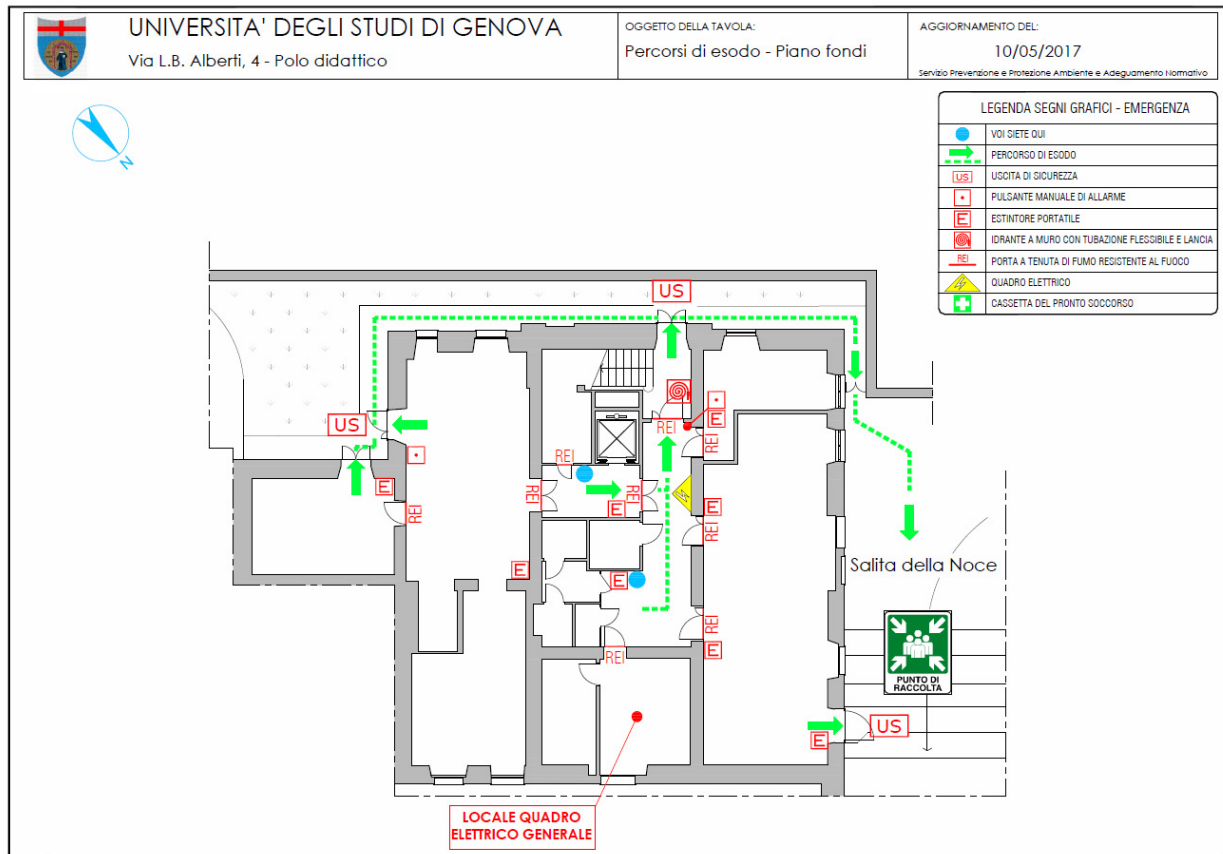 UNIVERSITA' DEGLI STUDI DI GENOVA
Via L.B. Alberti, 4 - Polo didattico
OGGETTO DELLA TAVOLA:
Percorsi di esodo - Piano fondi
AGGIORNAMENTO DEL:
10/05/2017
Servizio Prevenzione e Protezione Ambiente e Adeguamento Normativo
N
LEGENDA SEGNI GRAFICI - EMERGENZA
VOI SIETE QUI
PERCORSO DI ESODO
US USCITA DI SICUREZZA
PULSANTE MANUALE DI ALLARME
E ESTINTORE PORTATILE
IDRANTE A MURO CON TUBAZIONE FLESSIBILE E LANCIA
REI PORTA A TENUTA DI FUMO RESISTENTE AL FUOCO
QUADRO ELETTRICO
CASSETTA DEL PRONTO SOCCORSO
US
US
REI
E
REI
REI
E
REI
REI
REI
E
E
REI
E
REI
E
E
REI
REI
E
Salita della Noce
PUNTO DI
RACCOLTA
E
US
LOCALE QUADRO
ELETTRICO GENERALE